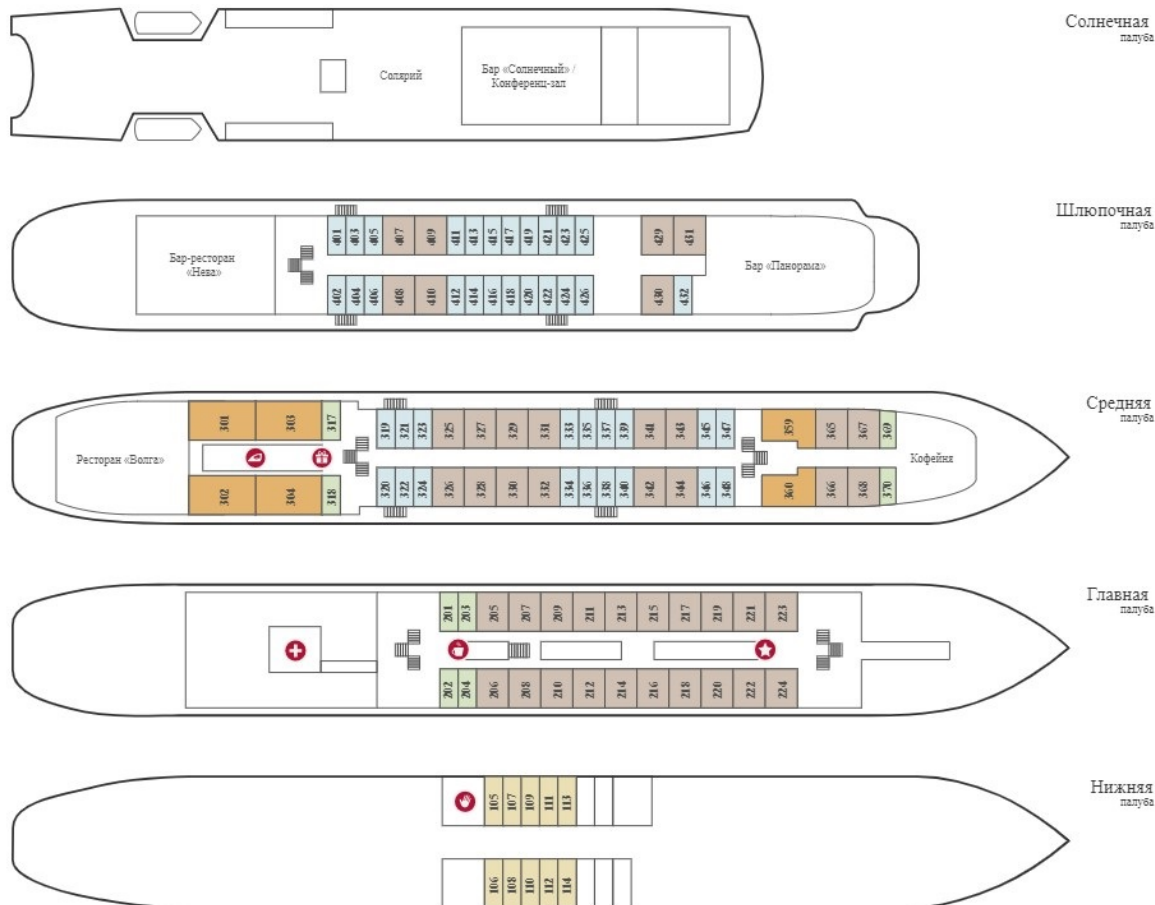 Солнечная
палуба
Солярий
Бар «Солнечный» /
Конференц-зал
Шлюпочная
палуба
Бар-ресторан
«Нева»
401 403 405 407 409 411 413 415 417 419 421 423 425 429 431
402 404 406 408 410 412 414 416 418 420 422 424 426 430 432
Бар «Панорама»
Средняя
палуба
Ресторан «Волга»
301 303 317 319 321 323 325 327 329 331 333 335 337 339 341 343 345 347 359 365 367 369
302 304 318 320 322 324 326 328 330 332 334 336 338 340 342 344 346 348 360 366 368 370
Кофейня
Главная
палуба
201 203 205 207 209 211 213 215 217 219 221 223
202 204 206 208 210 212 214 216 218 220 222 224
Нижняя
палуба
105 107 109 111 113
106 108 110 112 114